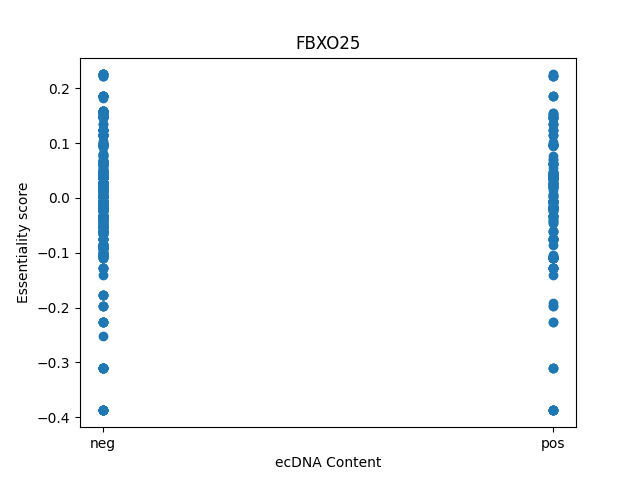 FBXO25
Essentiality score
0.2
0.1
0.0
−0.1
−0.2
−0.3
−0.4
neg
pos
ecDNA Content